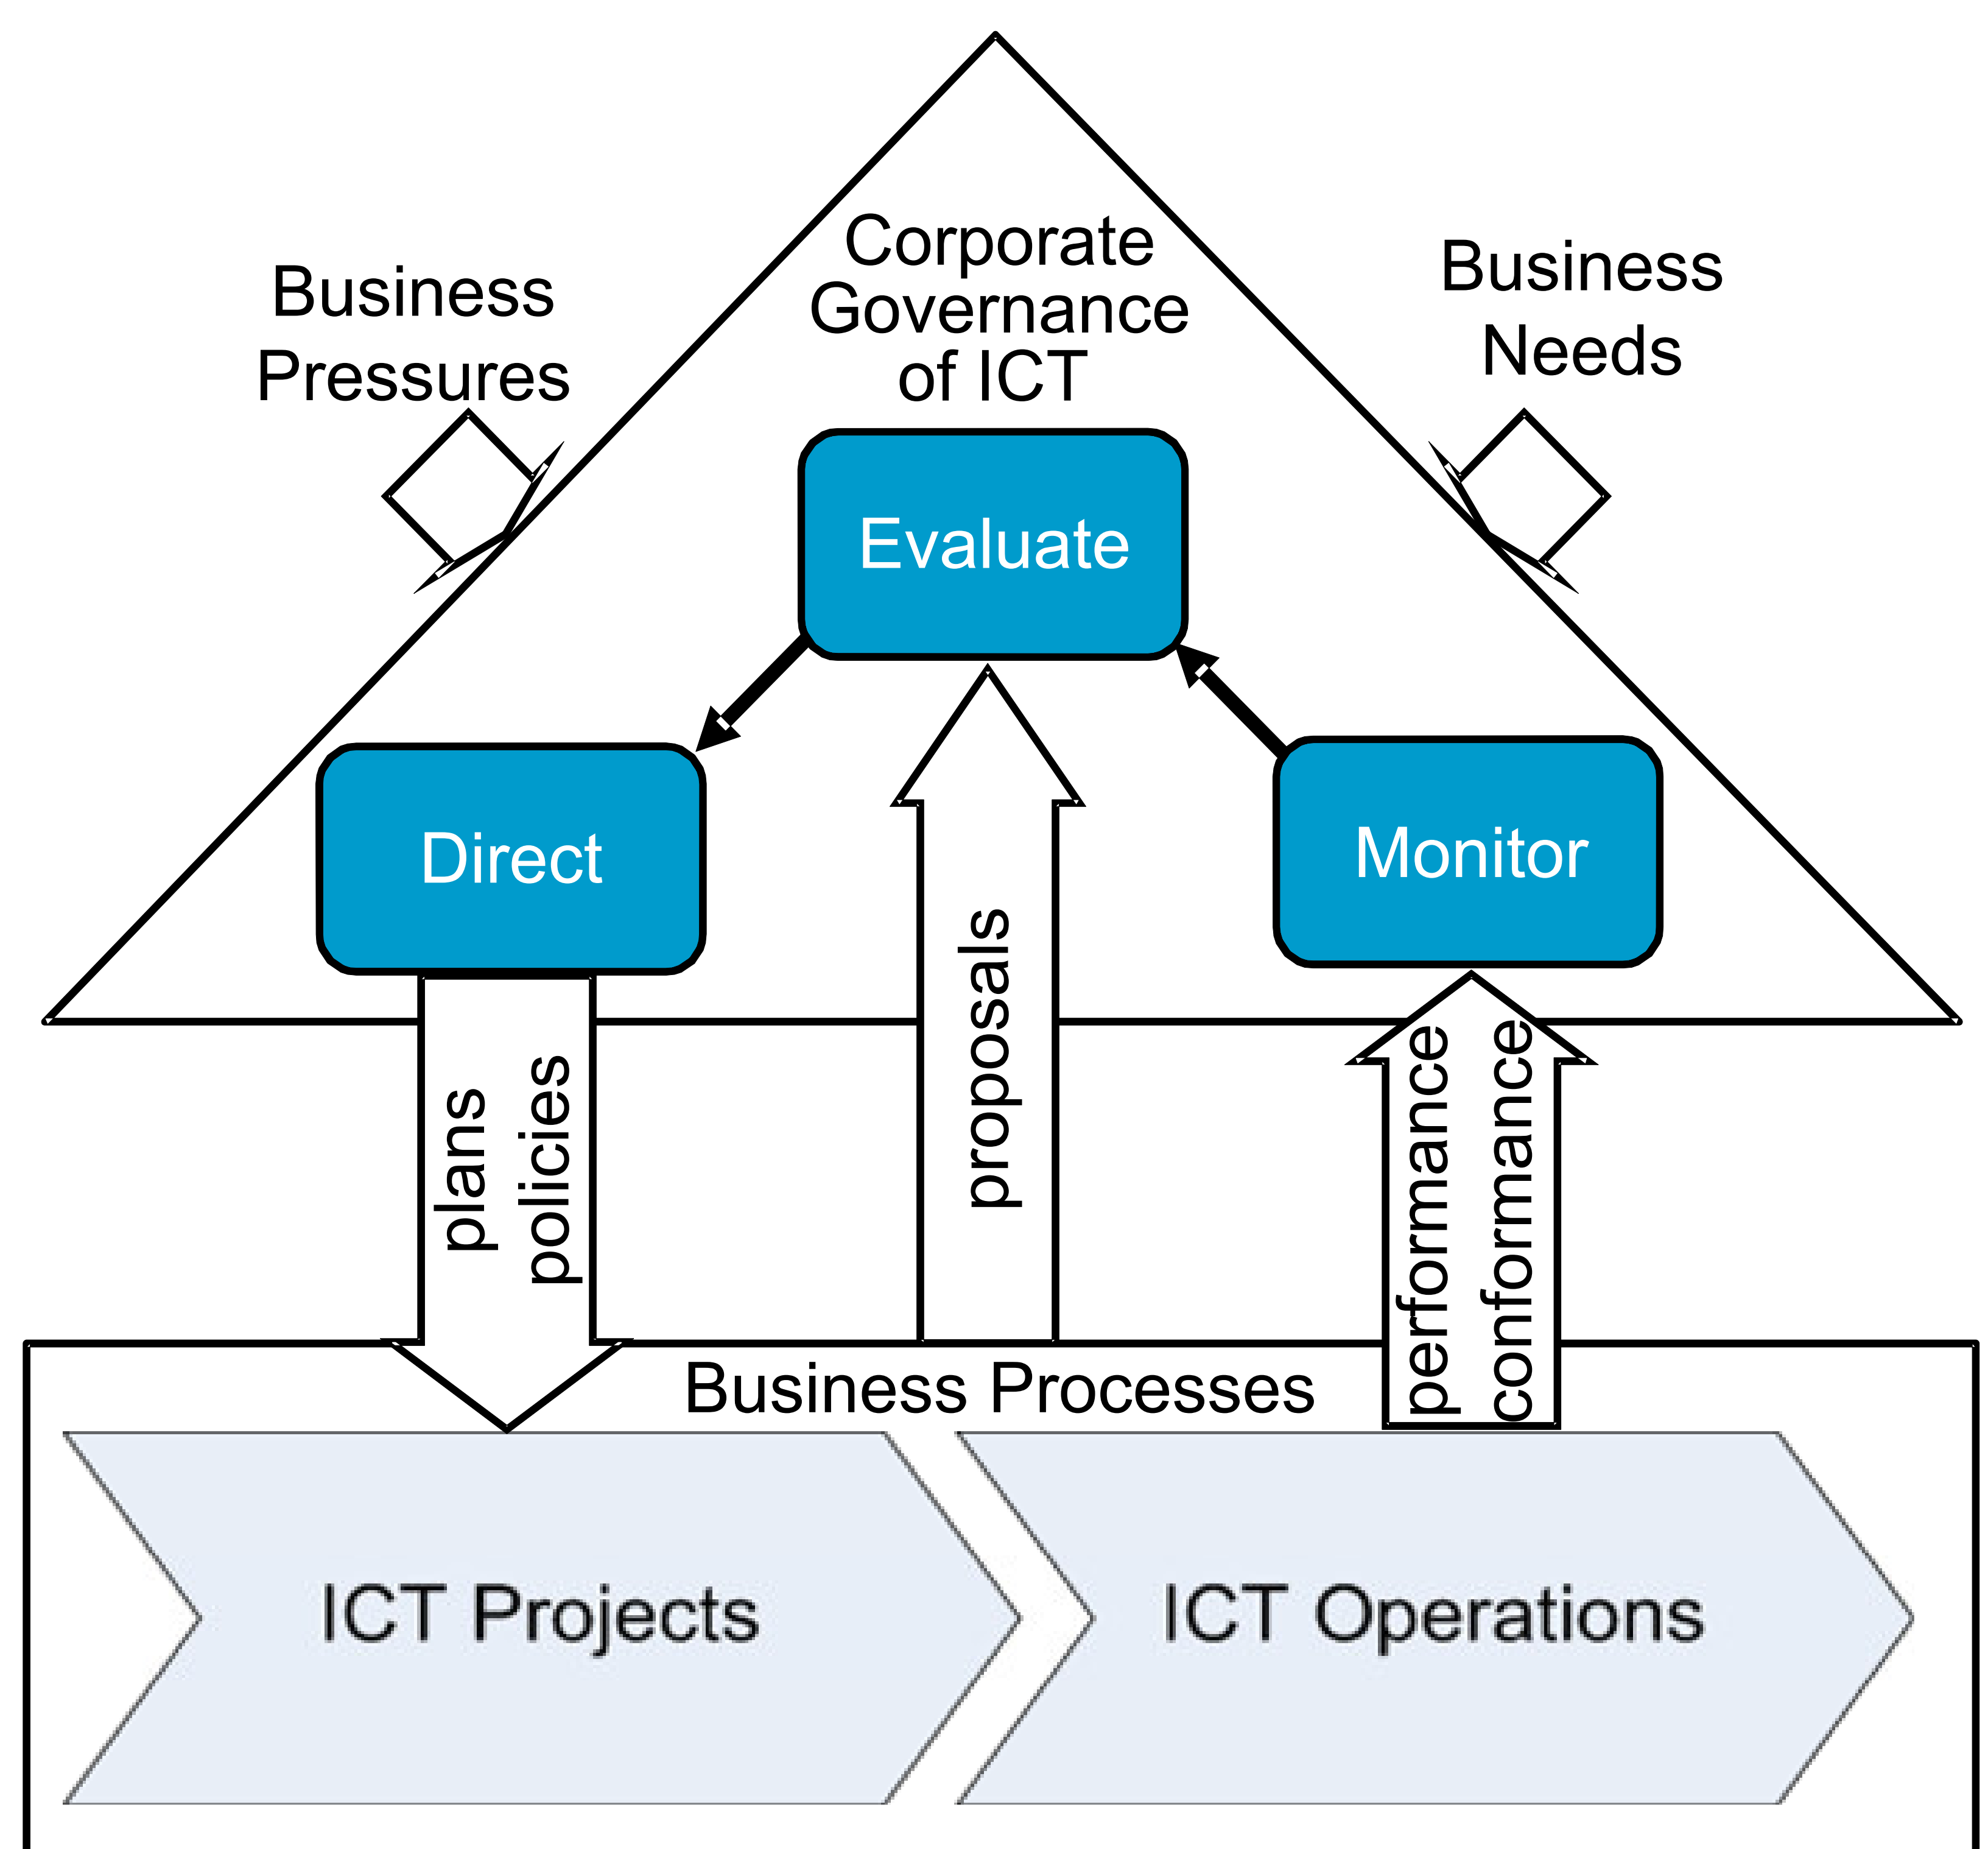 Corporate
Governance
of ICT
Business
Pressures
Business
Needs
Evaluate
Direct
Monitor
plans
policies
proposals
performance
conformance
Business Processes
ICT Projects
ICT Operations